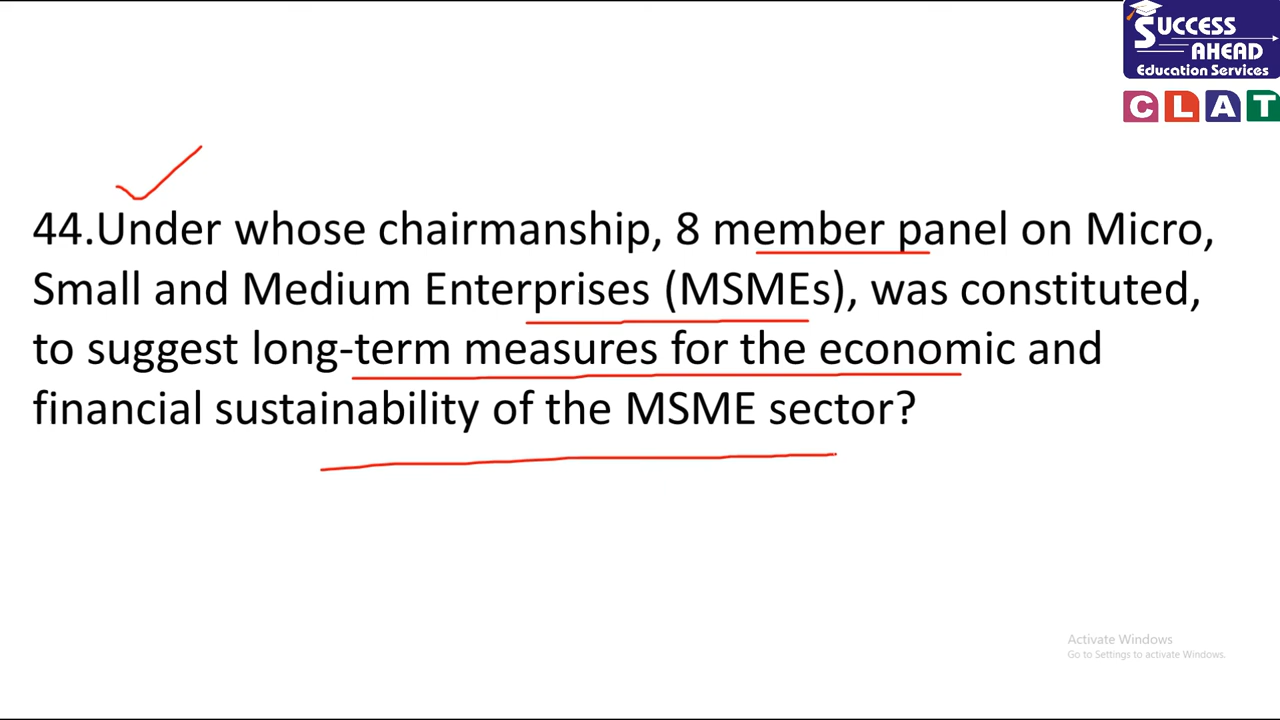 SUCCESS
AHEAD
Education Services
CLAT
44.Under whose chairmanship, 8 member panel on Micro,
Small and Medium Enterprises (MSMEs), was constituted,
to suggest long-term measures for the economic and
financial sustainability of the MSME sector?
Activate Windows
Go to Settings to activate Windows.